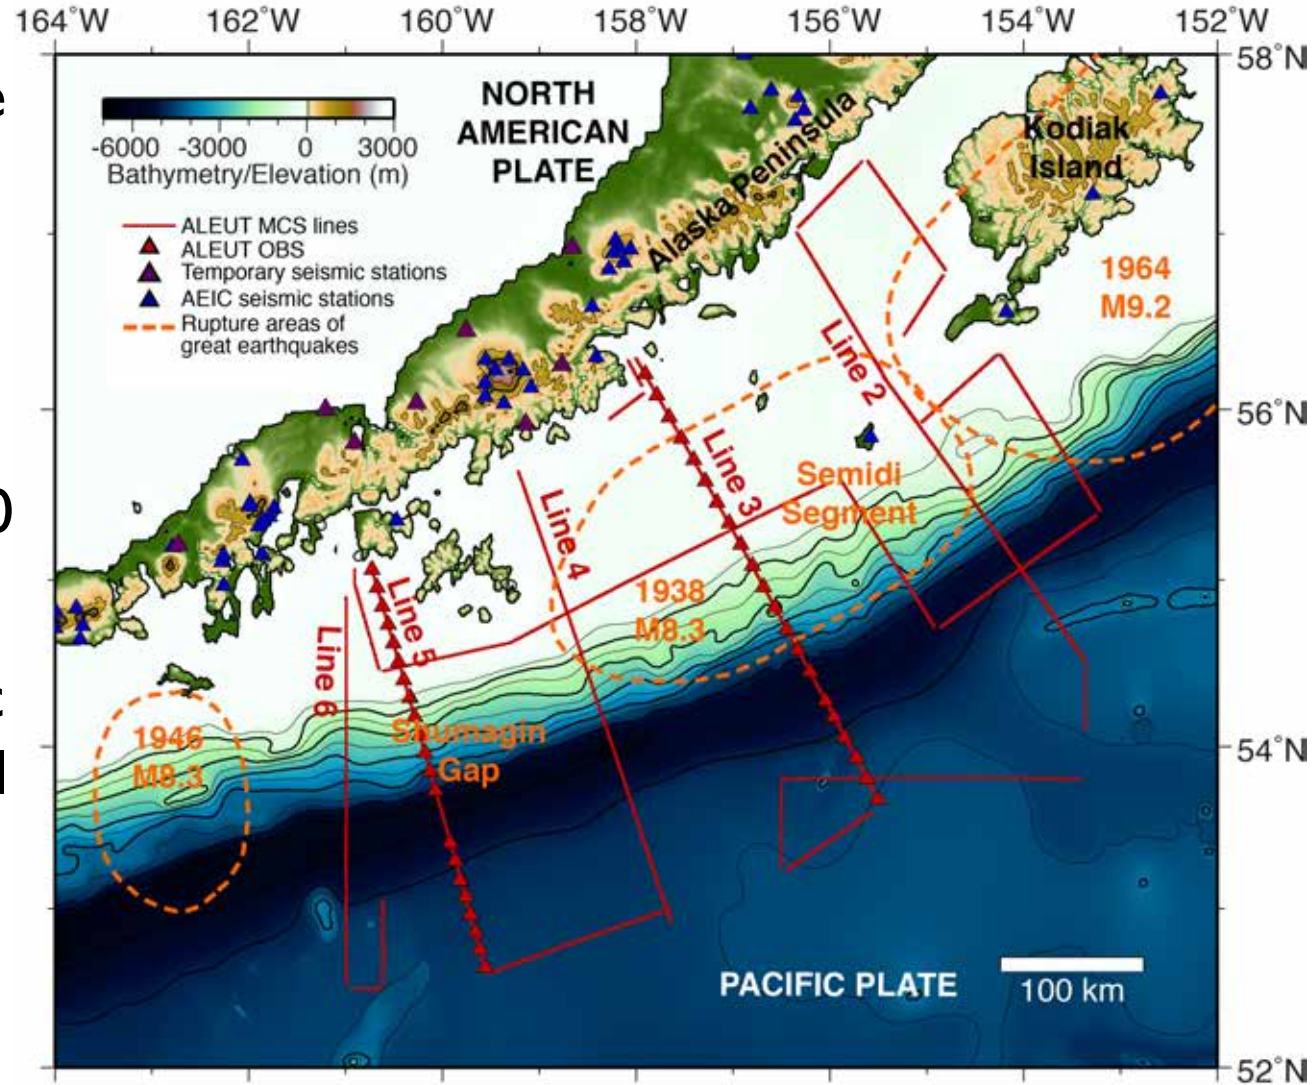 164˚W
162˚W
160˚W
158˚W
156˚W
154˚W
152˚W
58˚N
56˚N
54˚N
52˚N
-6000 -3000 0 3000
Bathymetry/Elevation (m)
NORTH
AMERICAN
PLATE
ALEUT MCS lines
ALEUT OBS
Temporary seismic stations
AEIC seismic stations
Rupture areas of
great earthquakes
Alaska Peninsula
Kodiak
Island
1964
M9.2
Line 2
Line 3
Semidi
Segment
Line 4
1938
M8.3
Line 5
Line 6
Shumagin
Gap
1946
M8.3
PACIFIC PLATE
100 km